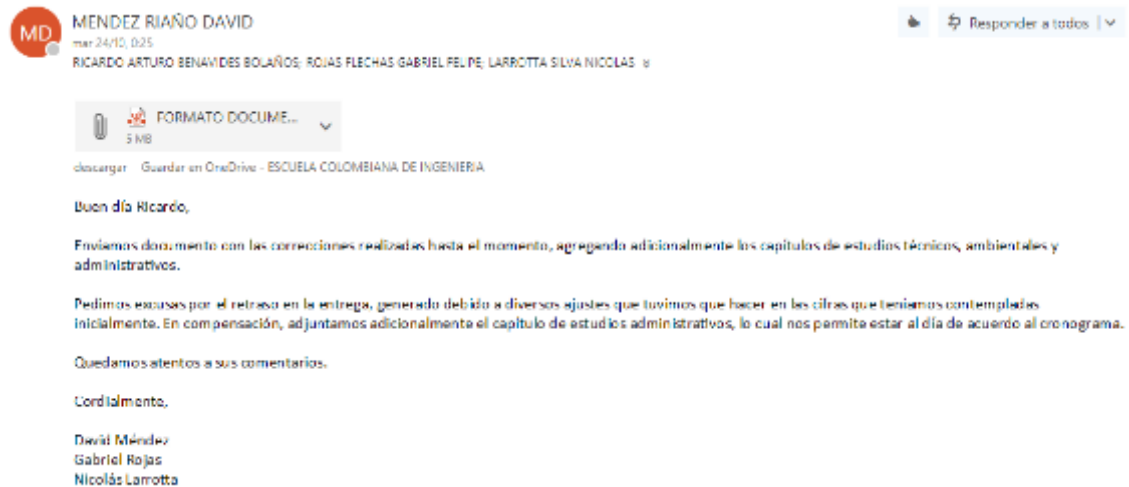 MD
MENDEZ RIAÑO DAVID
mar 24/10, 0:25
RICARDO ARTURO BENAVIDES BOLAÑOS; ROJAS FLECHAS GABRIEL FELIPE; LARROTTA SILVA NICOLAS
Responder a todos
FORMATO DOCUME...
5 MB
descargar Guardar en OneDrive - ESCUELA COLOMBIANA DE INGENIERIA
Buen día Ricardo,
Enviamos documento con las correcciones realizadas hasta el momento, agregando adicionalmente los capitulos de estudios técnicos, ambientales y
administrativos.
Pedimos excusas por el retraso en la entrega, generado debido a diversos ajustes que tuvimos que hacer en las cifras que teniamos contempladas
inicialmente. En compensación, adjuntamos adicionalmente el capitulo de estudios administrativos, lo cual nos permite estar al día de acuerdo al cronograma.
Quedamos atentos a sus comentarios.
Cordialmente,
David Méndez
Gabriel Rojas
Nicolás Larrotta